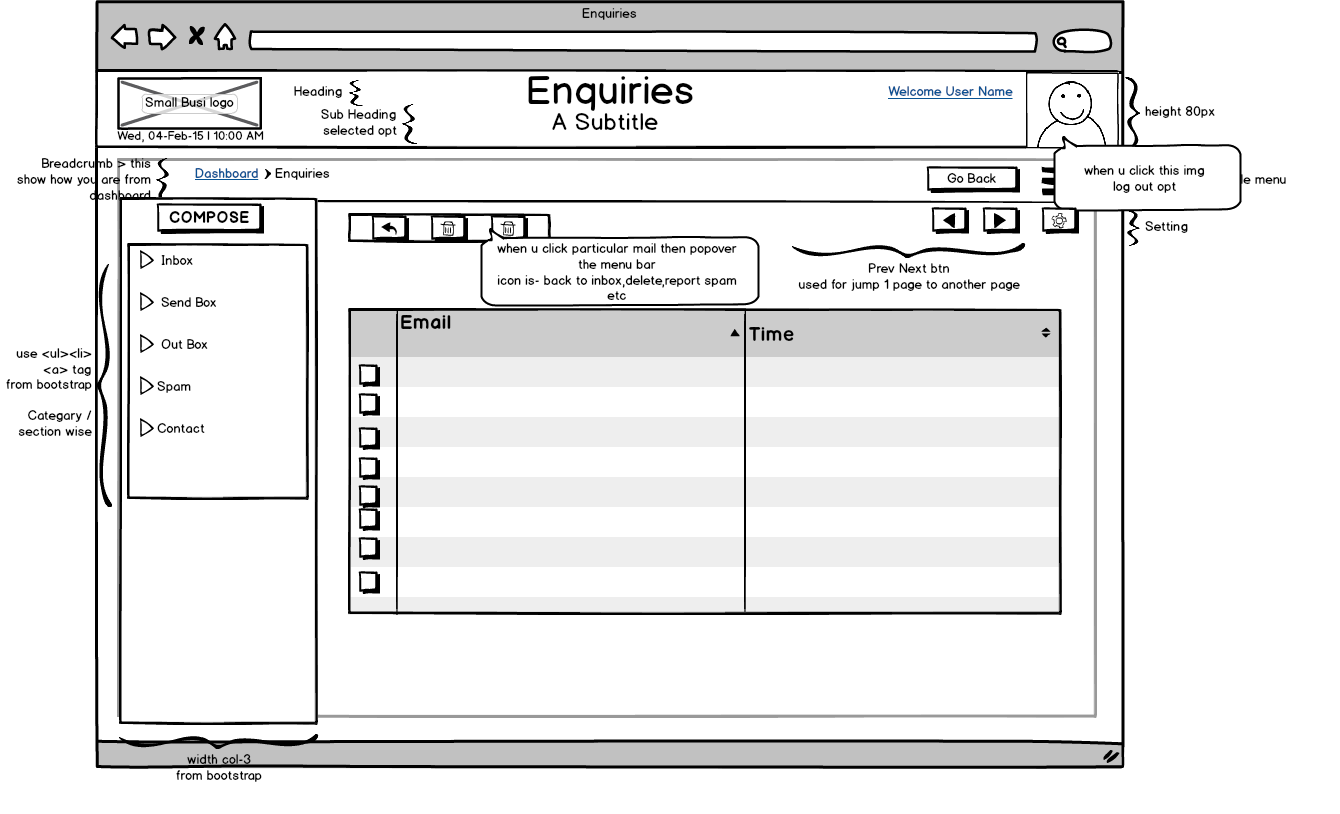 Enquiries
Small Busi logo
Wed, 04-Feb-15 | 10:00 AM
Heading
Sub Heading
selected opt
Enquiries
A Subtitle
Welcome User Name
height 80px
Breadcrumb > this
show how you are from
dashboard
Dashboard
Enquiries
Go Back
when u click this img
log out opt
menu
COMPOSE
Setting
when u click particular mail then popover
the menu bar
icon is- back to inbox,delete,report spam
etc
Prev Next btn
used for jump 1 page to another page
Inbox
Send Box
Out Box
Spam
Contact
use <ul><li>
<a> tag
from bootstrap
Categary /
section wise
Email
Time
width col-3
from bootstrap